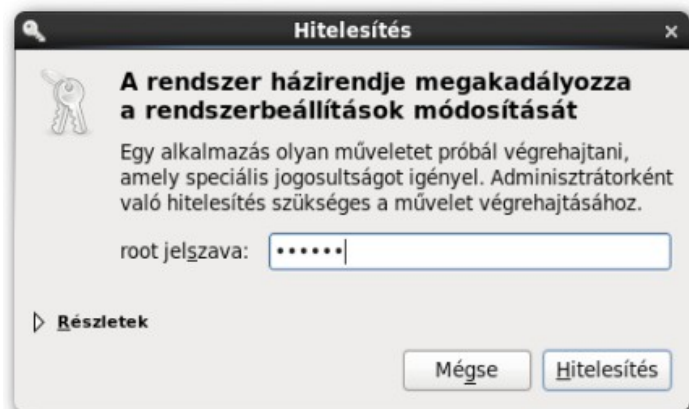 Hitelesítés
A rendszer házirendje megakadályozza
a rendszerbeállítások módosítását
Egy alkalmazás olyan műveletet próbál végrehajtani,
amely speciális jogosultságot igényel. Adminisztrátorként
való hitelesítés szükséges a művelet végrehajtásához.
root jelszava: ••••••
Részletek
Mégse Hitelesítés